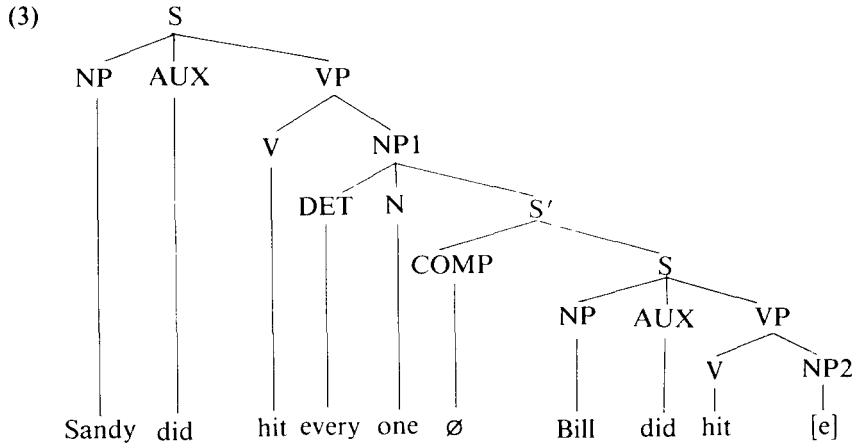 (3) S
NP AUX VP
V NP1
DET N S′
COMP S
NP AUX VP
V NP2
Sandy did hit every one ∅ Bill did hit [e]